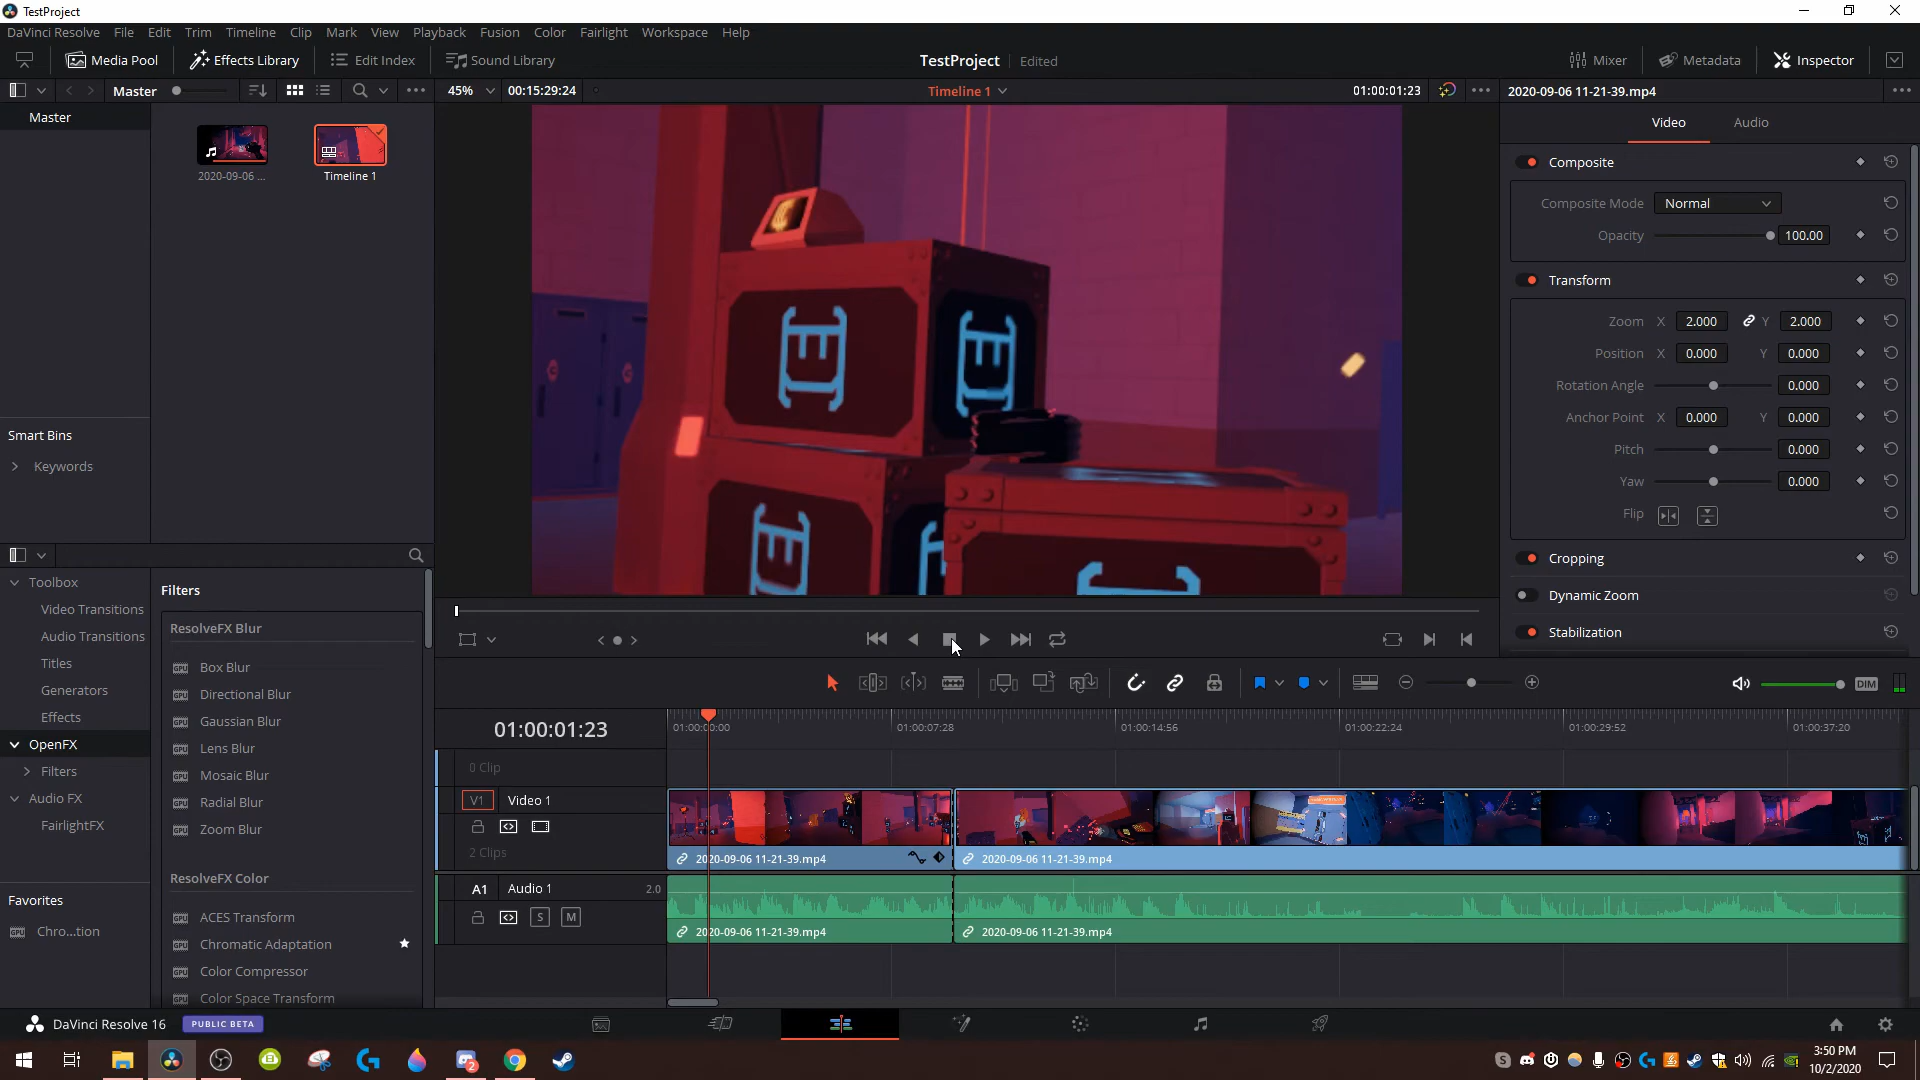 TestProject
DaVinci Resolve File Edit Trim Timeline Clip Mark View Playback Fusion Color Fairlight Workspace Help
Media Pool Effects Library Edit Index Sound Library TestProject Edited Mixer Metadata Inspector
Master 45% 00:15:29:24 Timeline 1 01:00:01:23 2020-09-06 11-21-39.mp4
Master
2020-09-06 ... Timeline 1
Video Audio
Composite
Composite Mode Normal
Opacity 100.00
Transform
Zoom X 2.000 Y 2.000
Position X 0.000 Y 0.000
Rotation Angle 0.000
Anchor Point X 0.000 Y 0.000
Pitch 0.000
Yaw 0.000
Flip
Cropping
Dynamic Zoom
Stabilization
Smart Bins
Keywords
Toolbox
Video Transitions
Audio Transitions
Titles
Generators
Effects
OpenFX
Filters
Audio FX
FairlightFX
Favorites
Chro...tion
Filters
ResolveFX Blur
Box Blur
Directional Blur
Gaussian Blur
Lens Blur
Mosaic Blur
Radial Blur
Zoom Blur
ResolveFX Color
ACES Transform
Chromatic Adaptation
Color Compressor
Color Space Transform
DIM
01:00:01:23 01:00:00:00 01:00:07:28 01:00:14:56 01:00:22:24 01:00:29:52 01:00:37:20
0 Clip
V1 Video 1
2 Clips
2020-09-06 11-21-39.mp4 2020-09-06 11-21-39.mp4
A1 Audio 1 2.0
S M
2020-09-06 11-21-39.mp4 2020-09-06 11-21-39.mp4
DaVinci Resolve 16 PUBLIC BETA
3:50 PM
10/2/2020